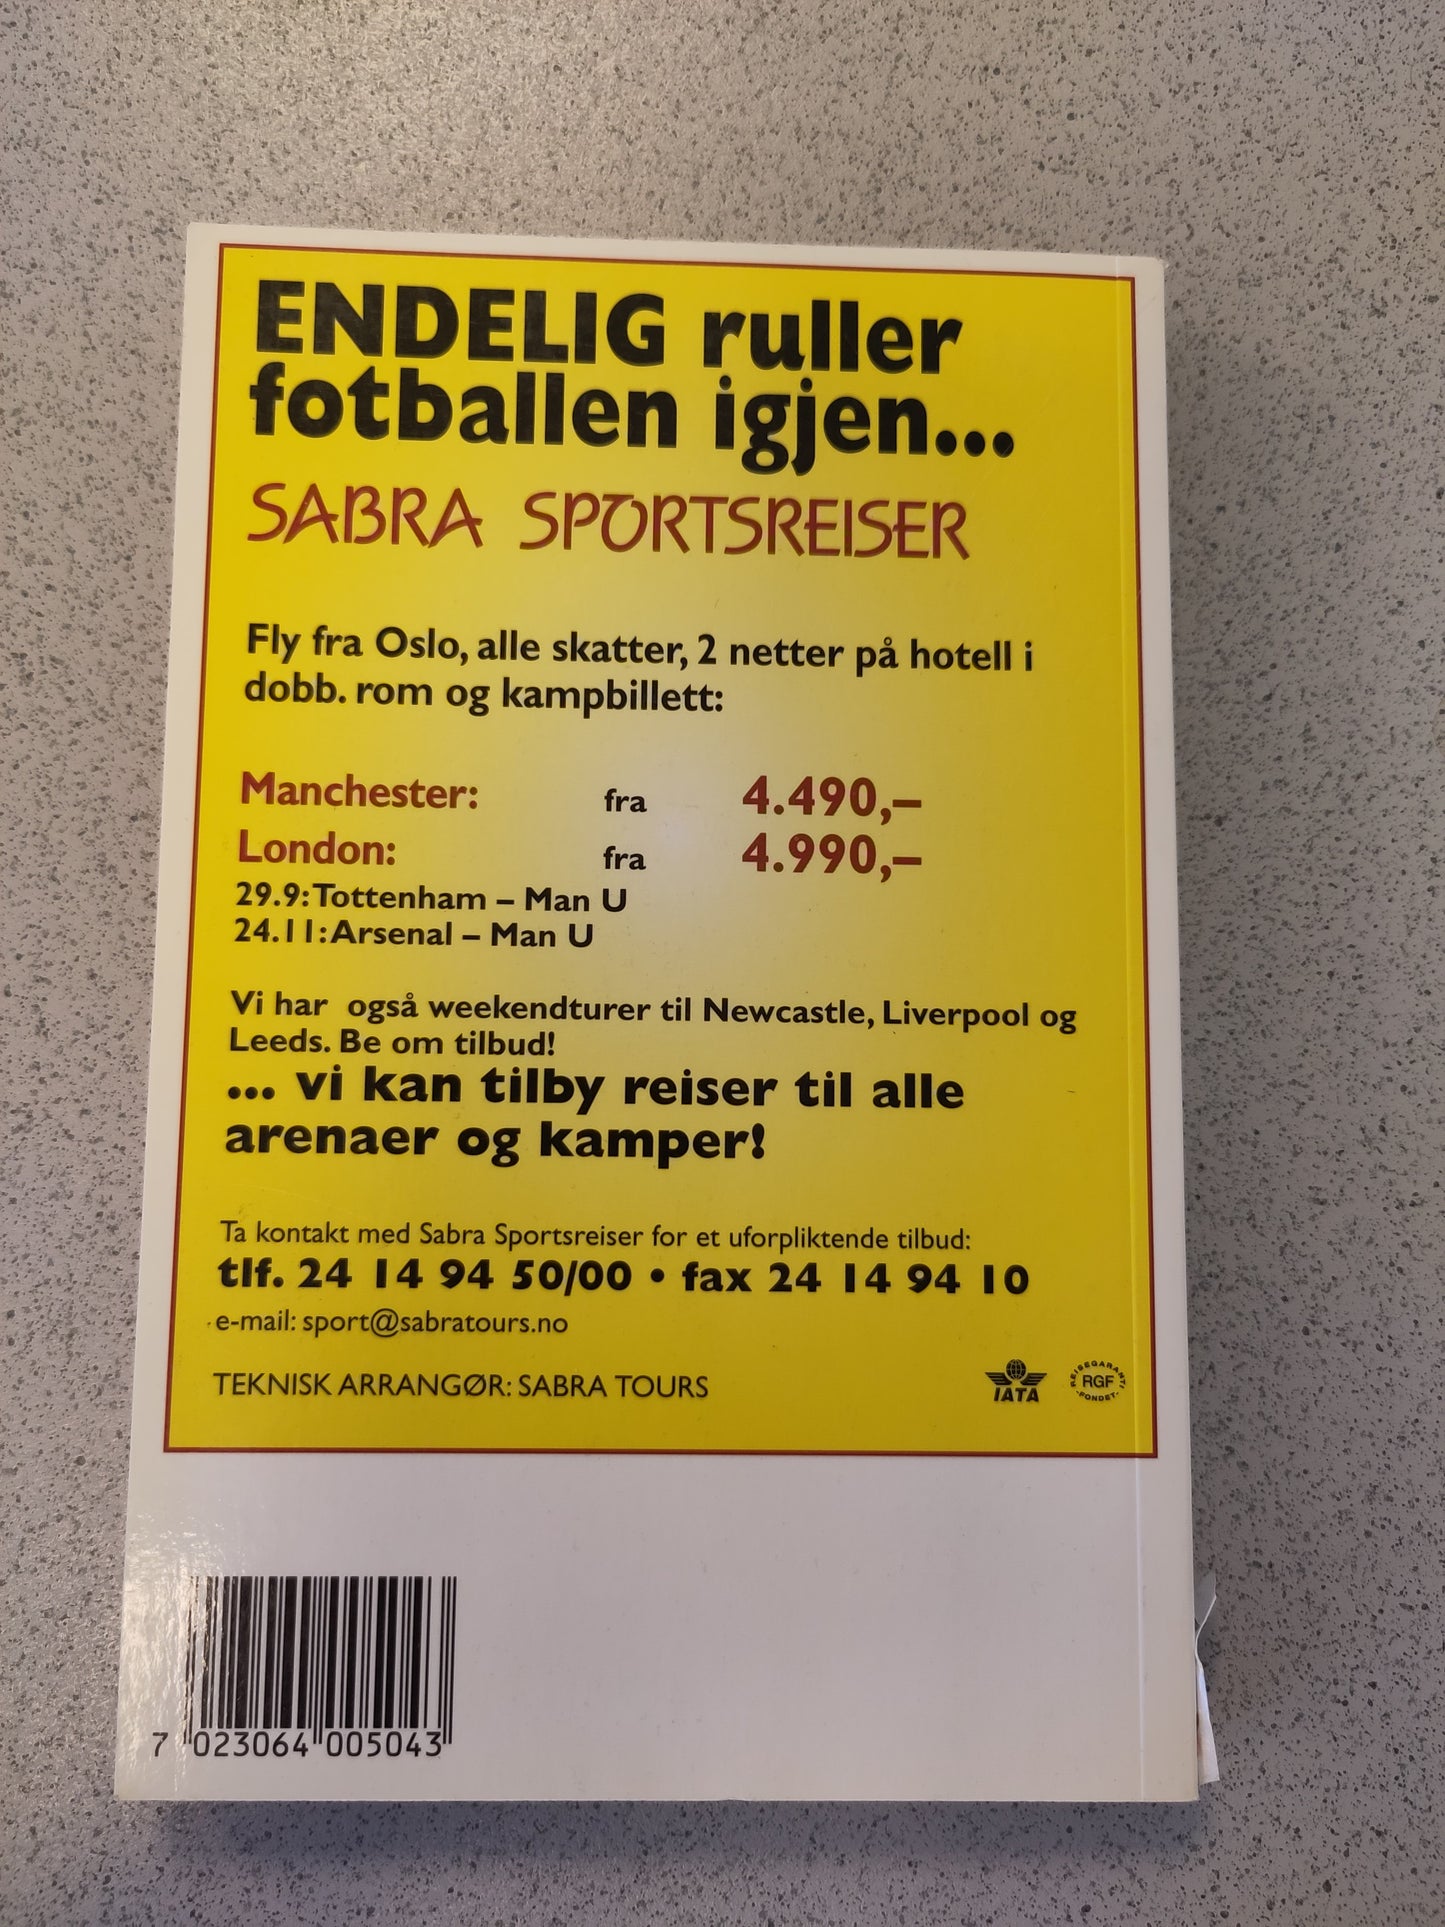 ENDELIG ruller
fotballen igjen...
SABRA SPORTSREISER
Fly fra Oslo, alle skatter, 2 netter på hotell i
dobb. rom og kampbillett:
Manchester: fra 4.490,–
London: fra 4.990,–
29.9: Tottenham – Man U
24.11: Arsenal – Man U
Vi har også weekendturer til Newcastle, Liverpool og
Leeds. Be om tilbud!
... vi kan tilby reiser til alle
arenaer og kamper!
Ta kontakt med Sabra Sportsreiser for et uforpliktende tilbud:
tlf. 24 14 94 50/00 • fax 24 14 94 10
e-mail: sport@sabratours.no
TEKNISK ARRANGØR: SABRA TOURS
IATA
REISEGARANTI
RGF
-FONDET-
7 023064 005043